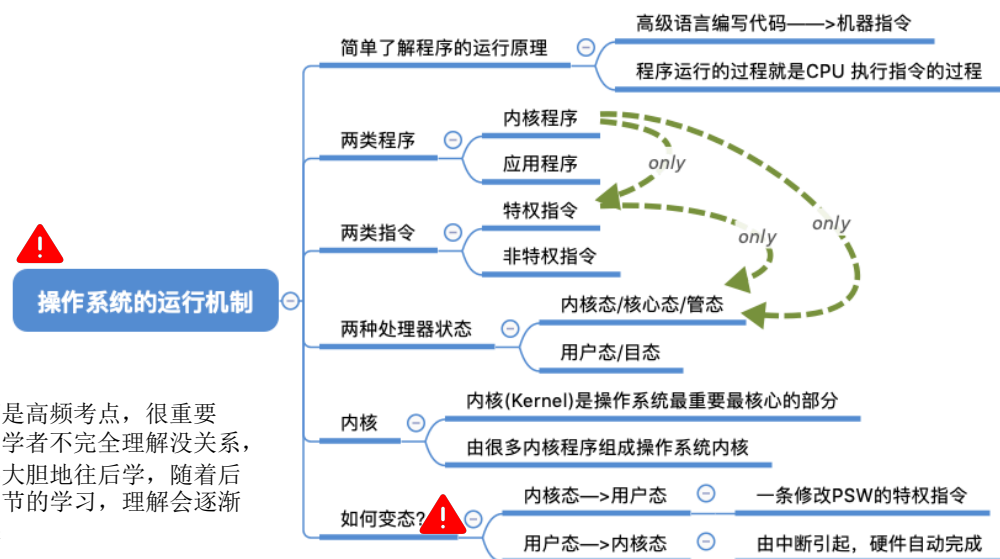 高级语言编写代码——>机器指令
简单了解程序的运行原理
程序运行的过程就是CPU 执行指令的过程
内核程序
两类程序
应用程序
only
特权指令
两类指令
only
only
非特权指令
操作系统的运行机制
内核态/核心态/管态
两种处理器状态
用户态/目态
内核(Kernel)是操作系统最重要最核心的部分
内核
由很多内核程序组成操作系统内核
是高频考点，很重要
学者不完全理解没关系，
大胆地往后学，随着后
节的学习，理解会逐渐
内核态—>用户态
一条修改PSW的特权指令
如何变态?
用户态—>内核态
由中断引起，硬件自动完成